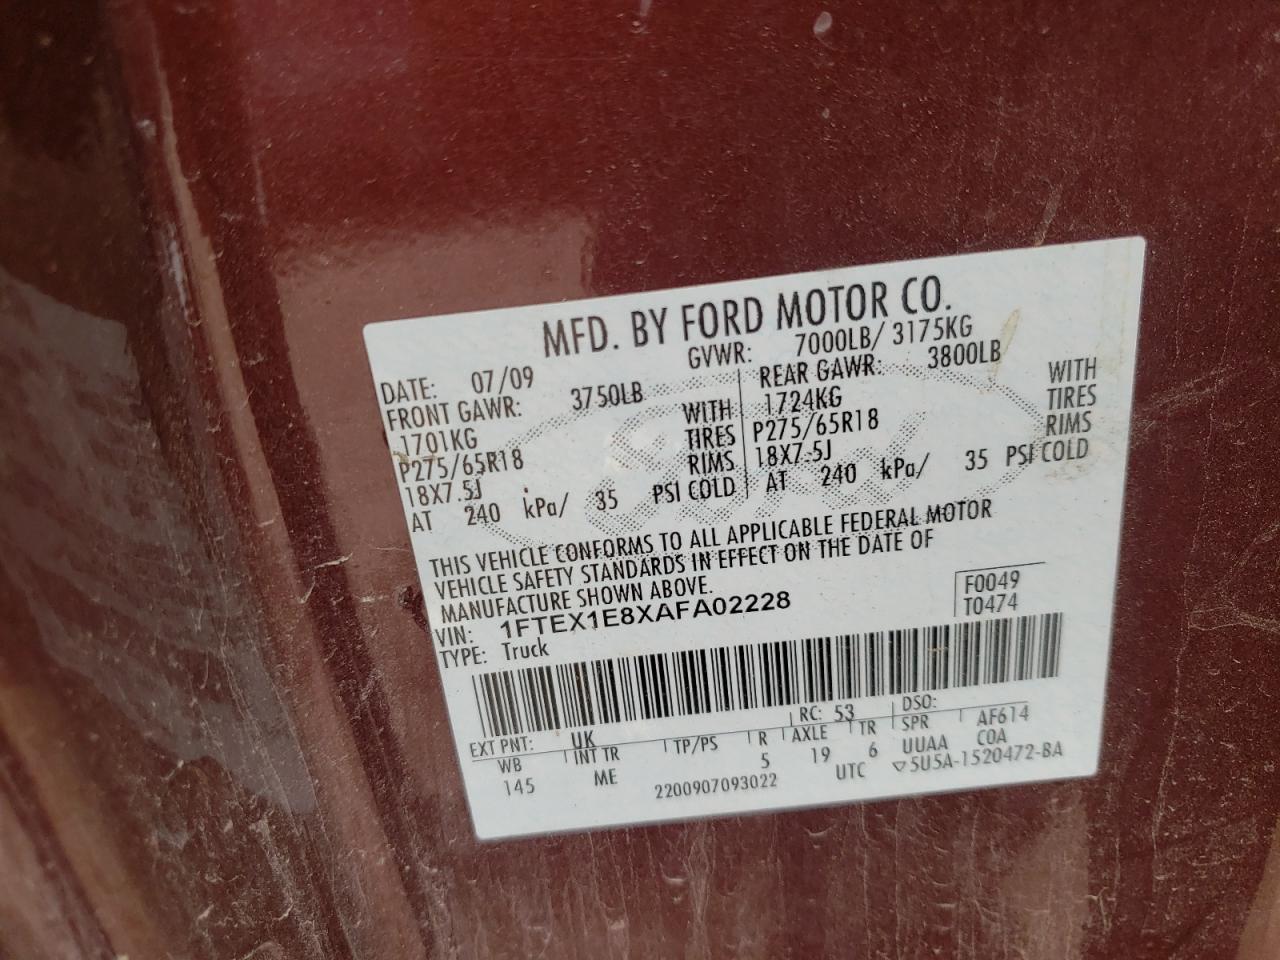 MFD. BY FORD MOTOR CO.
DATE: 07/09 GVWR: 7000LB/ 3175KG
FRONT GAWR: 3750LB REAR GAWR: 3800LB
1701KG WITH 1724KG WITH
P275/65R18 TIRES P275/65R18 TIRES
18X7.5J RIMS 18X7.5J RIMS
AT 240 kPa/ 35 PSI COLD AT 240 kPa/ 35 PSI COLD
THIS VEHICLE CONFORMS TO ALL APPLICABLE FEDERAL MOTOR
VEHICLE SAFETY STANDARDS IN EFFECT ON THE DATE OF
MANUFACTURE SHOWN ABOVE.
VIN: 1FTEX1E8XAFA02228 F0049
TYPE: Truck T0474
EXT PNT: UK RC: 53 DSO:
WB INT TR TP/PS R AXLE TR SPR AF614
145 ME 5 19 6 UUAA COA
2200907093022 UTC ▽5U5A-1520472-BA